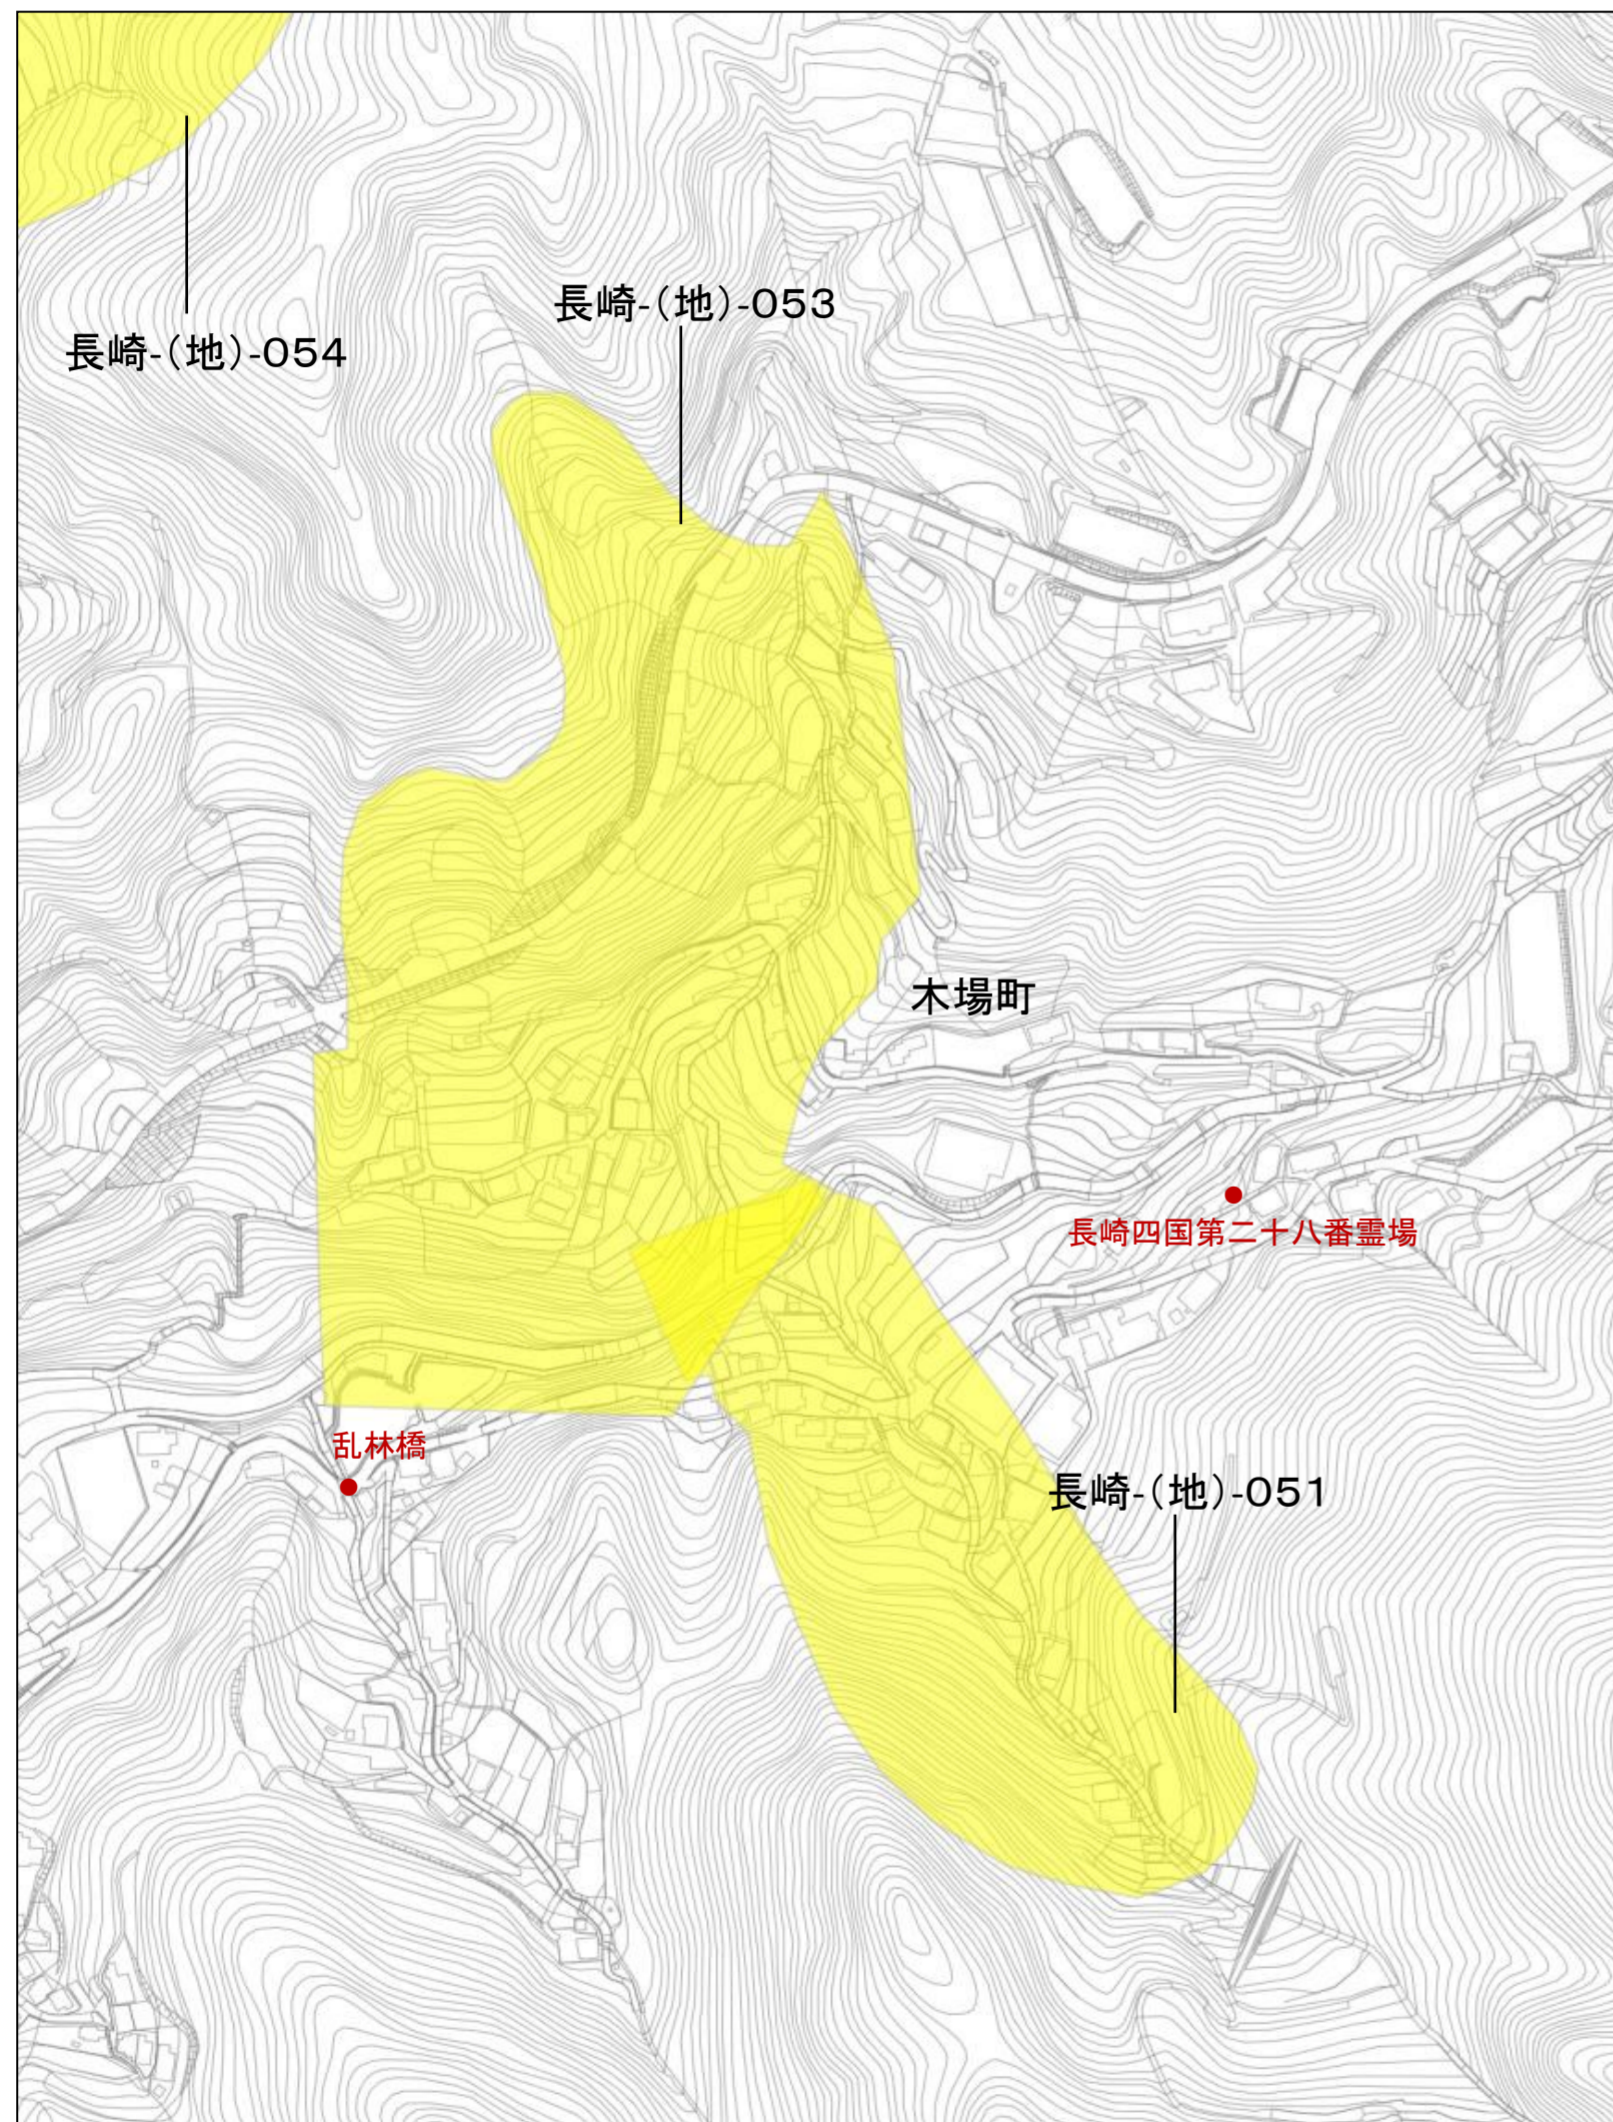 長崎-(地)-053
長崎-(地)-054
木場町
長崎四国第二十八番霊場
乱林橋
長崎-(地)-051